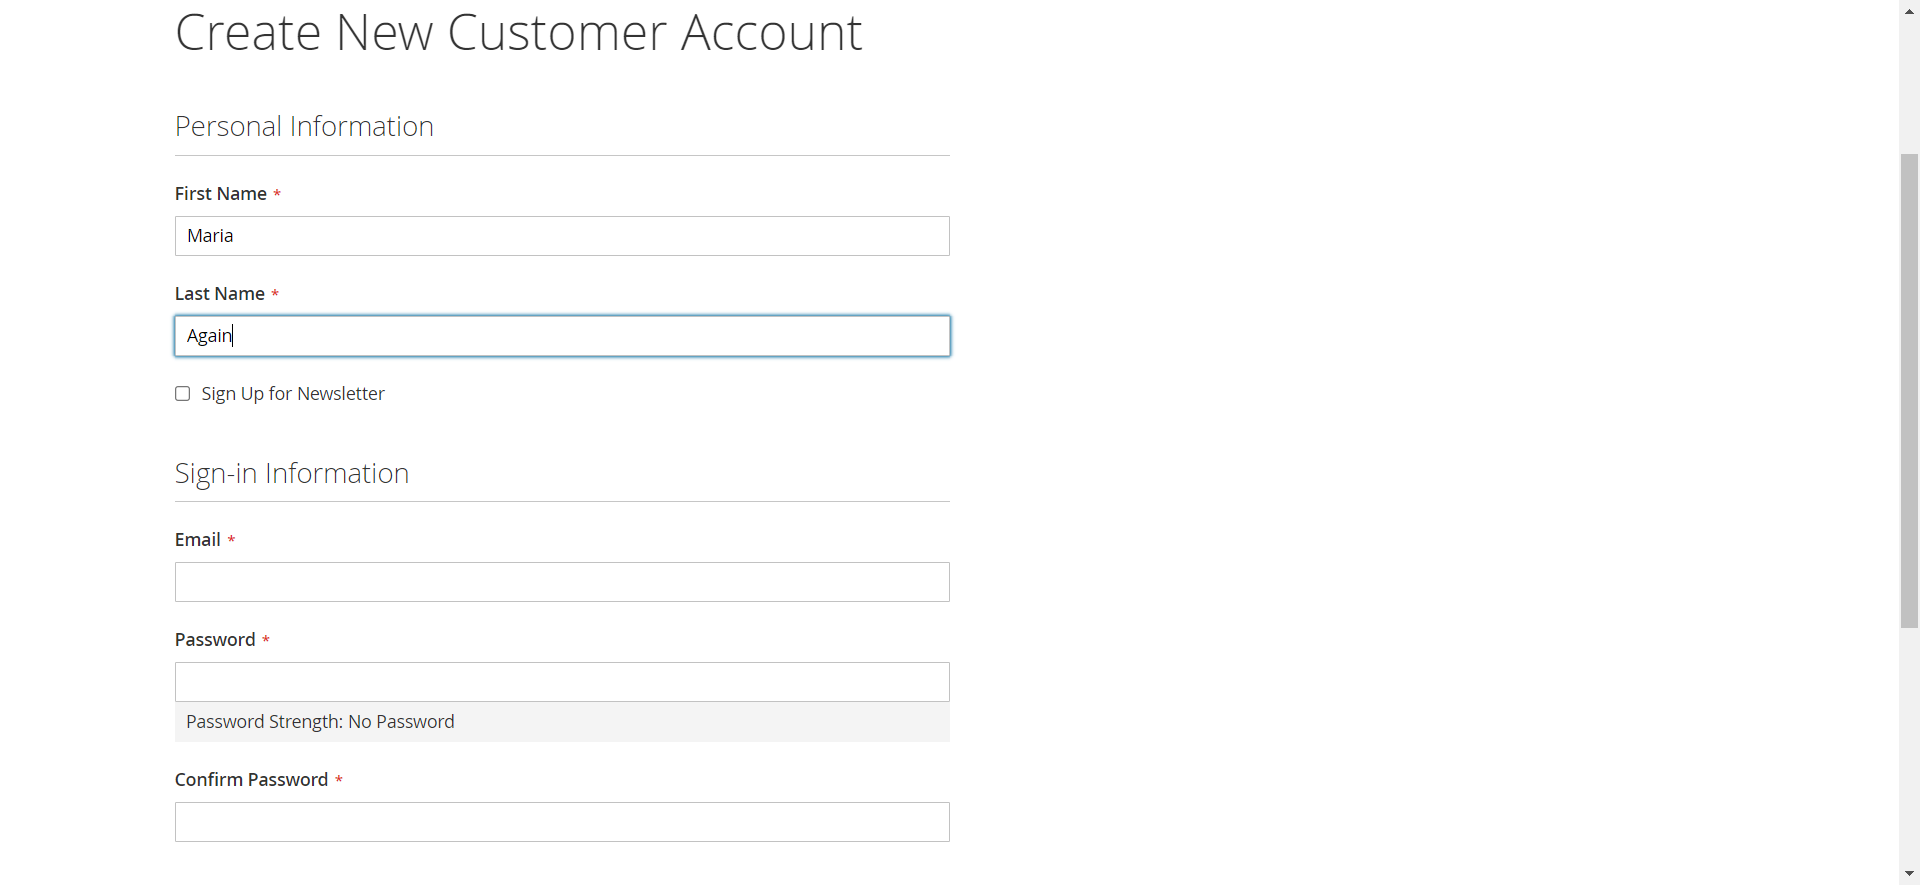 Create New Customer Account
Personal Information
First Name *
Maria
Last Name *
Again
Sign Up for Newsletter
Sign-in Information
Email *
Password *
Password Strength: No Password
Confirm Password *